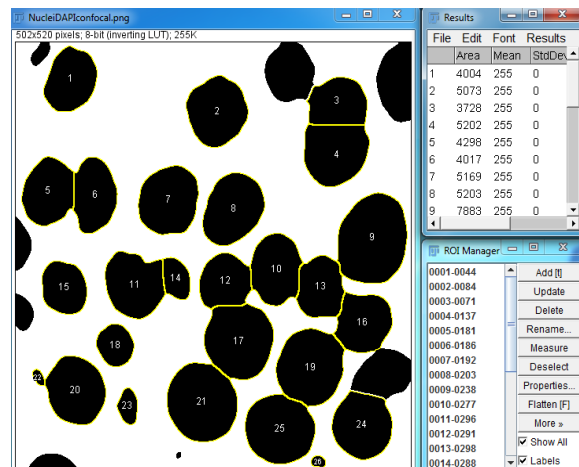 NucleiDAPIconfocal.png
502x520 pixels; 8-bit (inverting LUT); 255K
1
2
3
4
5
6
7
8
9
10
11
12
13
14
15
16
17
18
19
20
21
22
23
24
25
26
Results
File Edit Font Results
Area Mean StdDev
1 4004 255 0
2 5073 255 0
3 3728 255 0
4 5202 255 0
5 4298 255 0
6 4017 255 0
7 5169 255 0
8 5203 255 0
9 7883 255 0
ROI Manager
0001-0044
0002-0084
0003-071
0004-0137
0005-0181
0006-0186
0007-0192
0008-0203
0009-0238
0010-0277
0011-0296
0012-0291
0013-0298
0014-0288
Add [t]
Update
Delete
Rename...
Measure
Deselect
Properties...
Flatten [F]
More »
Show All
Labels